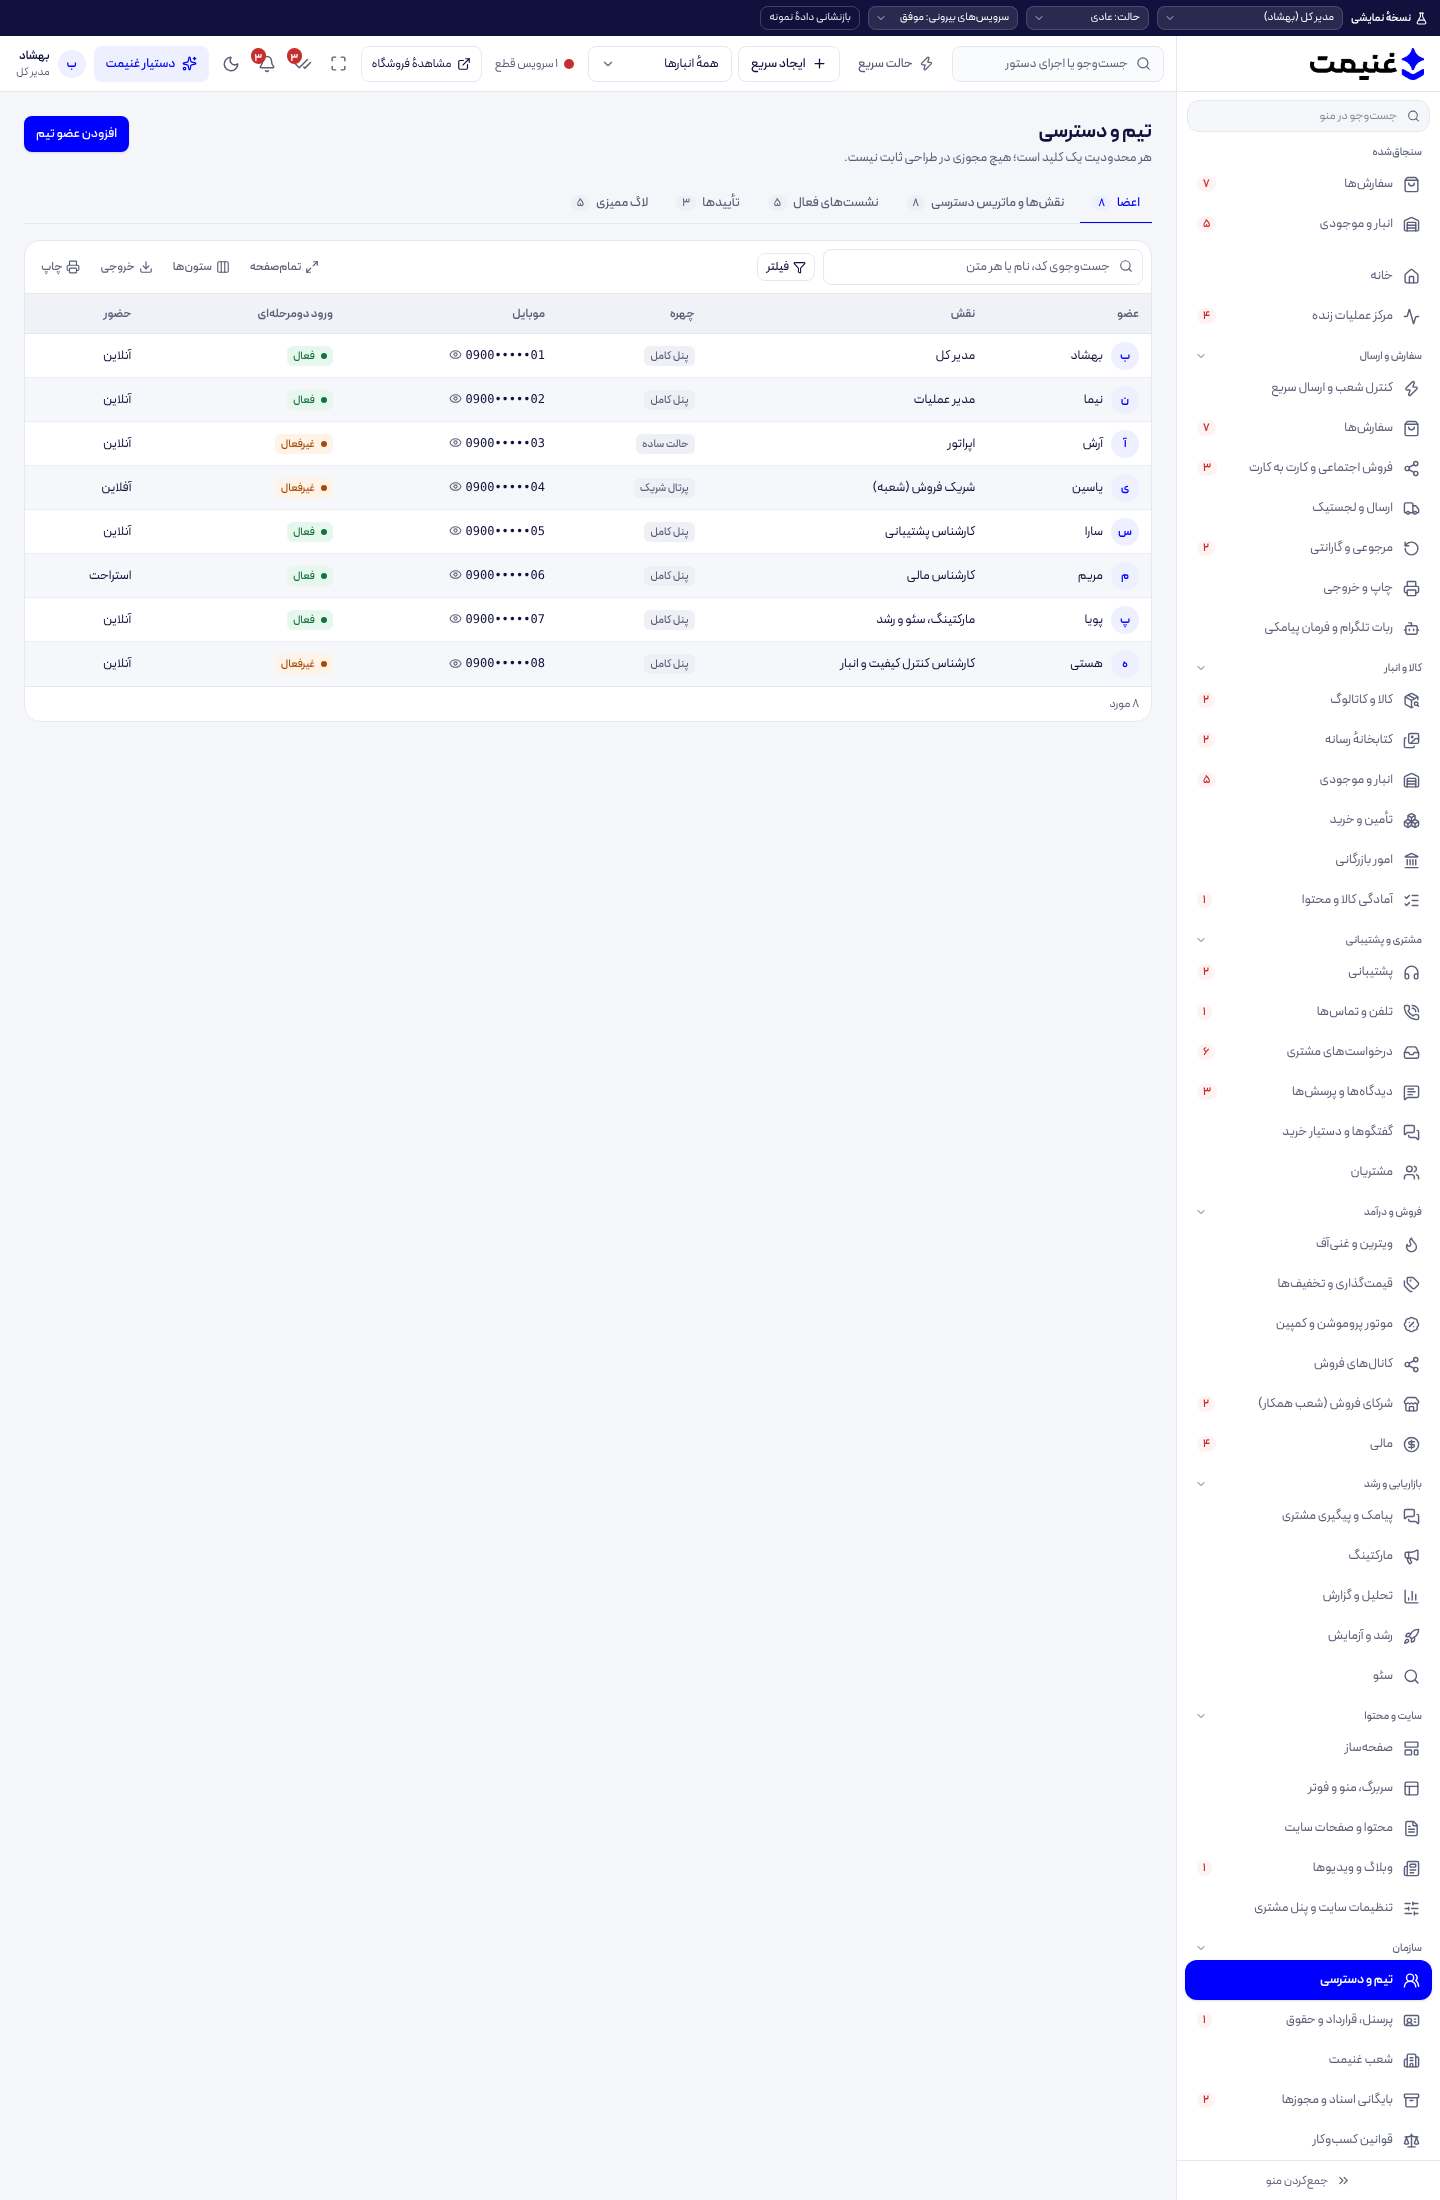 نسخهٔ نمایشی
مدیر کل (بهشاد)
حالت: عادی
سرویس‌های بیرونی: موفق
بازنشانی دادهٔ نمونه
غنیمت
جست‌وجو یا اجرای دستور
حالت سریع
ایجاد سریع
همهٔ انبارها
۱ سرویس قطع
مشاهدهٔ فروشگاه
۳
۳
دستیار غنیمت
ب
بهشاد
مدیر کل
جست‌وجو در منو
سنجاق‌شده
سفارش‌ها ۷
انبار و موجودی ۵
خانه
مرکز عملیات زنده ۴
سفارش و ارسال
کنترل شعب و ارسال سریع
سفارش‌ها ۷
فروش اجتماعی و کارت به کارت ۳
ارسال و لجستیک
مرجوعی و گارانتی ۲
چاپ و خروجی
ربات تلگرام و فرمان پیامکی
کالا و انبار
کالا و کاتالوگ ۲
کتابخانهٔ رسانه ۲
انبار و موجودی ۵
تأمین و خرید
امور بازرگانی
آمادگی کالا و محتوا ۱
مشتری و پشتیبانی
پشتیبانی ۲
تلفن و تماس‌ها ۱
درخواست‌های مشتری ۶
دیدگاه‌ها و پرسش‌ها ۳
گفتگوها و دستیار خرید
مشتریان
فروش و درآمد
ویترین و غنی‌آف
قیمت‌گذاری و تخفیف‌ها
موتور پروموشن و کمپین
کانال‌های فروش
شرکای فروش (شعب همکار) ۲
مالی ۴
بازاریابی و رشد
پیامک و پیگیری مشتری
مارکتینگ
تحلیل و گزارش
رشد و آزمایش
سئو
سایت و محتوا
صفحه‌ساز
سربرگ، منو و فوتر
محتوا و صفحات سایت
وبلاگ و ویدیوها ۱
تنظیمات سایت و پنل مشتری
سازمان
تیم و دسترسی
پرسنل، قرارداد و حقوق ۱
شعب غنیمت
بایگانی اسناد و مجوزها ۲
قوانین کسب‌وکار
جمع‌کردن منو
تیم و دسترسی
هر محدودیت یک کلید است؛ هیچ مجوزی در طراحی ثابت نیست.
افزودن عضو تیم
اعضا ۸
نقش‌ها و ماتریس دسترسی ۸
نشست‌های فعال ۵
تأییدها ۳
لاگ ممیزی ۵
جست‌وجوی کد، نام یا هر متن
فیلتر
تمام‌صفحه
ستون‌ها
خروجی
چاپ
عضو نقش چهره موبایل ورود دومرحله‌ای حضور
ب بهشاد مدیر کل پنل کامل 0900•••••01 فعال آنلاین
ن نیما مدیر عملیات پنل کامل 0900•••••02 فعال آنلاین
آ آرش اپراتور حالت ساده 0900•••••03 غیرفعال آنلاین
ی یاسین شریک فروش (شعبه) پرتال شریک 0900•••••04 غیرفعال آفلاین
س سارا کارشناس پشتیبانی پنل کامل 0900•••••05 فعال آنلاین
م مریم کارشناس مالی پنل کامل 0900•••••06 فعال استراحت
پ پویا مارکتینگ، سئو و رشد پنل کامل 0900•••••07 فعال آنلاین
ه هستی کارشناس کنترل کیفیت و انبار پنل کامل 0900•••••08 غیرفعال آنلاین
۸ مورد